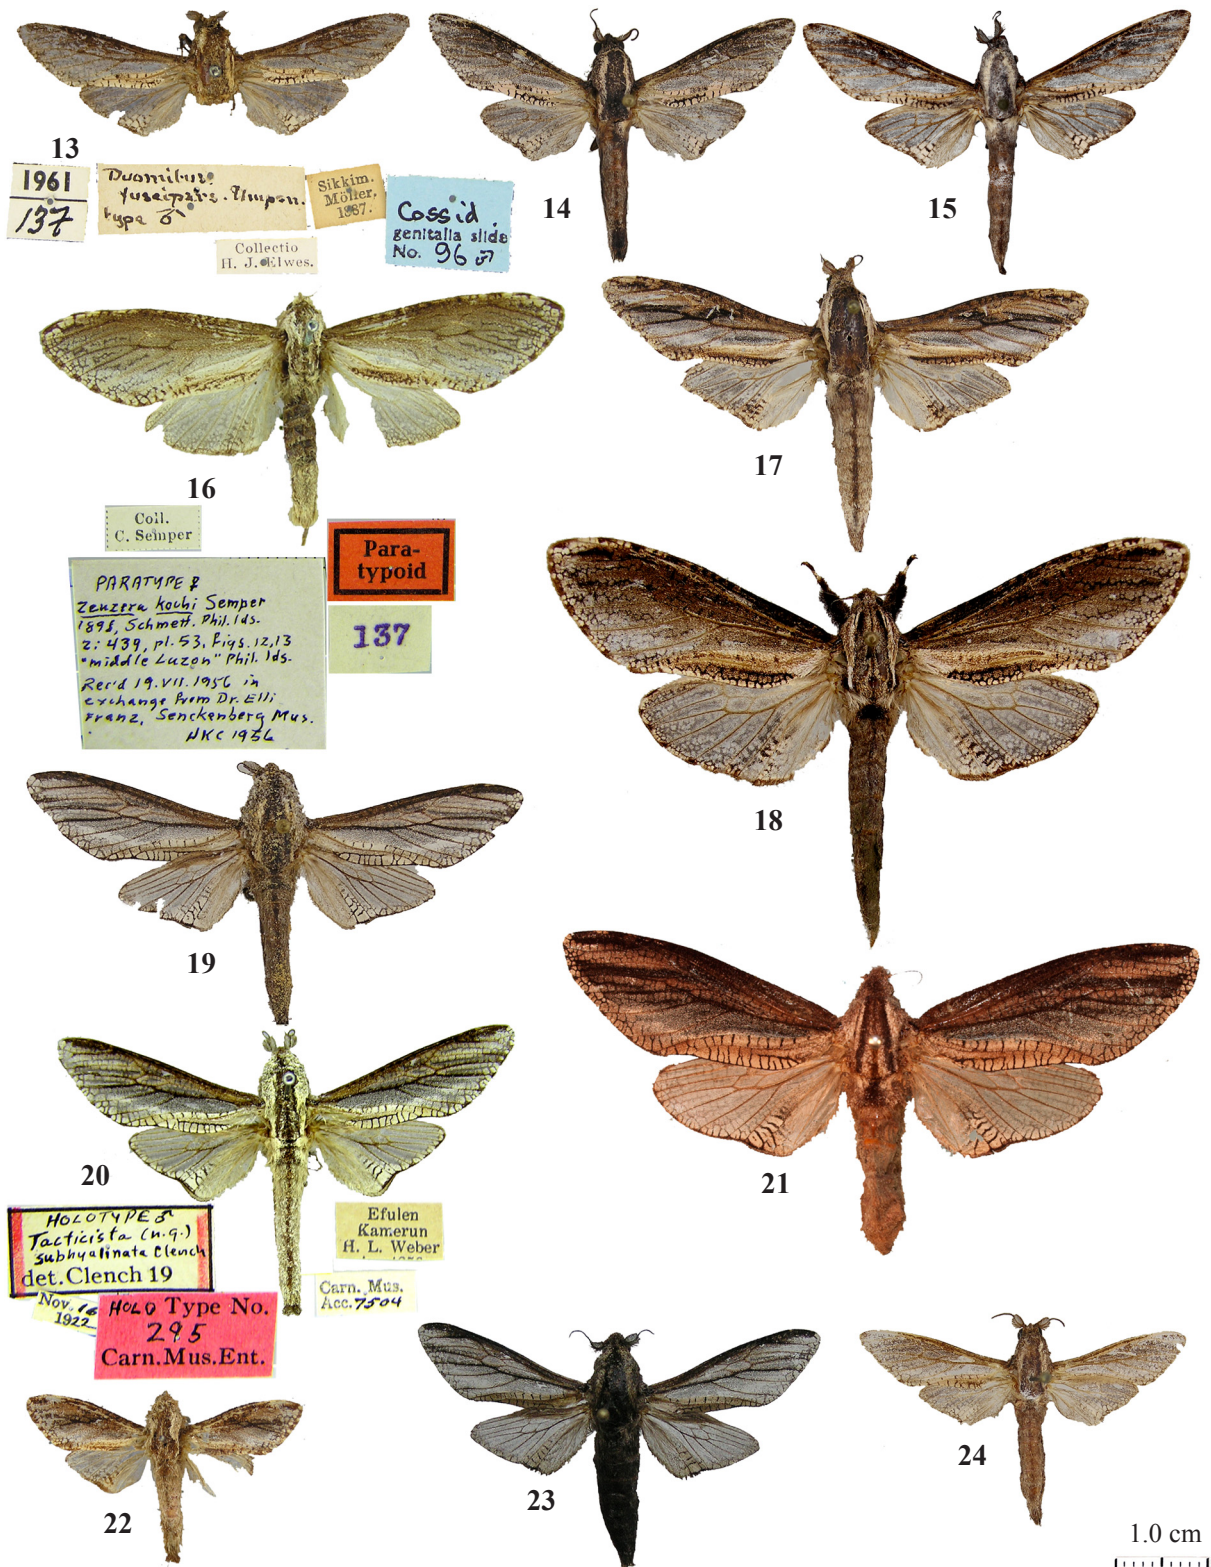 13
14
15
1961
137
Duomitus
fuscipars. Hmpsn.
type ♂
Sikkim.
Möller.
1887.
Cossid
genitalia slide
No. 96 ♂
Collectio
H. J. Elwes.
16
17
Coll.
C. Semper
Para-
typoid
PARATYPE ♀
Zeuzera kochi Semper
1898, Schmett. Phil. Ids.
2: 439, pl. 53, figs. 12, 13
"middle Luzon" Phil. Ids.
Rec'd 19.VII.1956 in
exchange from Dr. Elli
Franz, Senckenberg Mus.
HKC 1956
137
18
19
20
21
HOLOTYPE ♂
Tacticista (n.g.)
subhyalinata Clench
det. Clench 19
Efulen
Kamerun
H. L. Weber
Carn. Mus.
Acc. 7504
Nov. 16
1922
HOLO Type No.
295
Carn. Mus. Ent.
22
23
24
1.0 cm